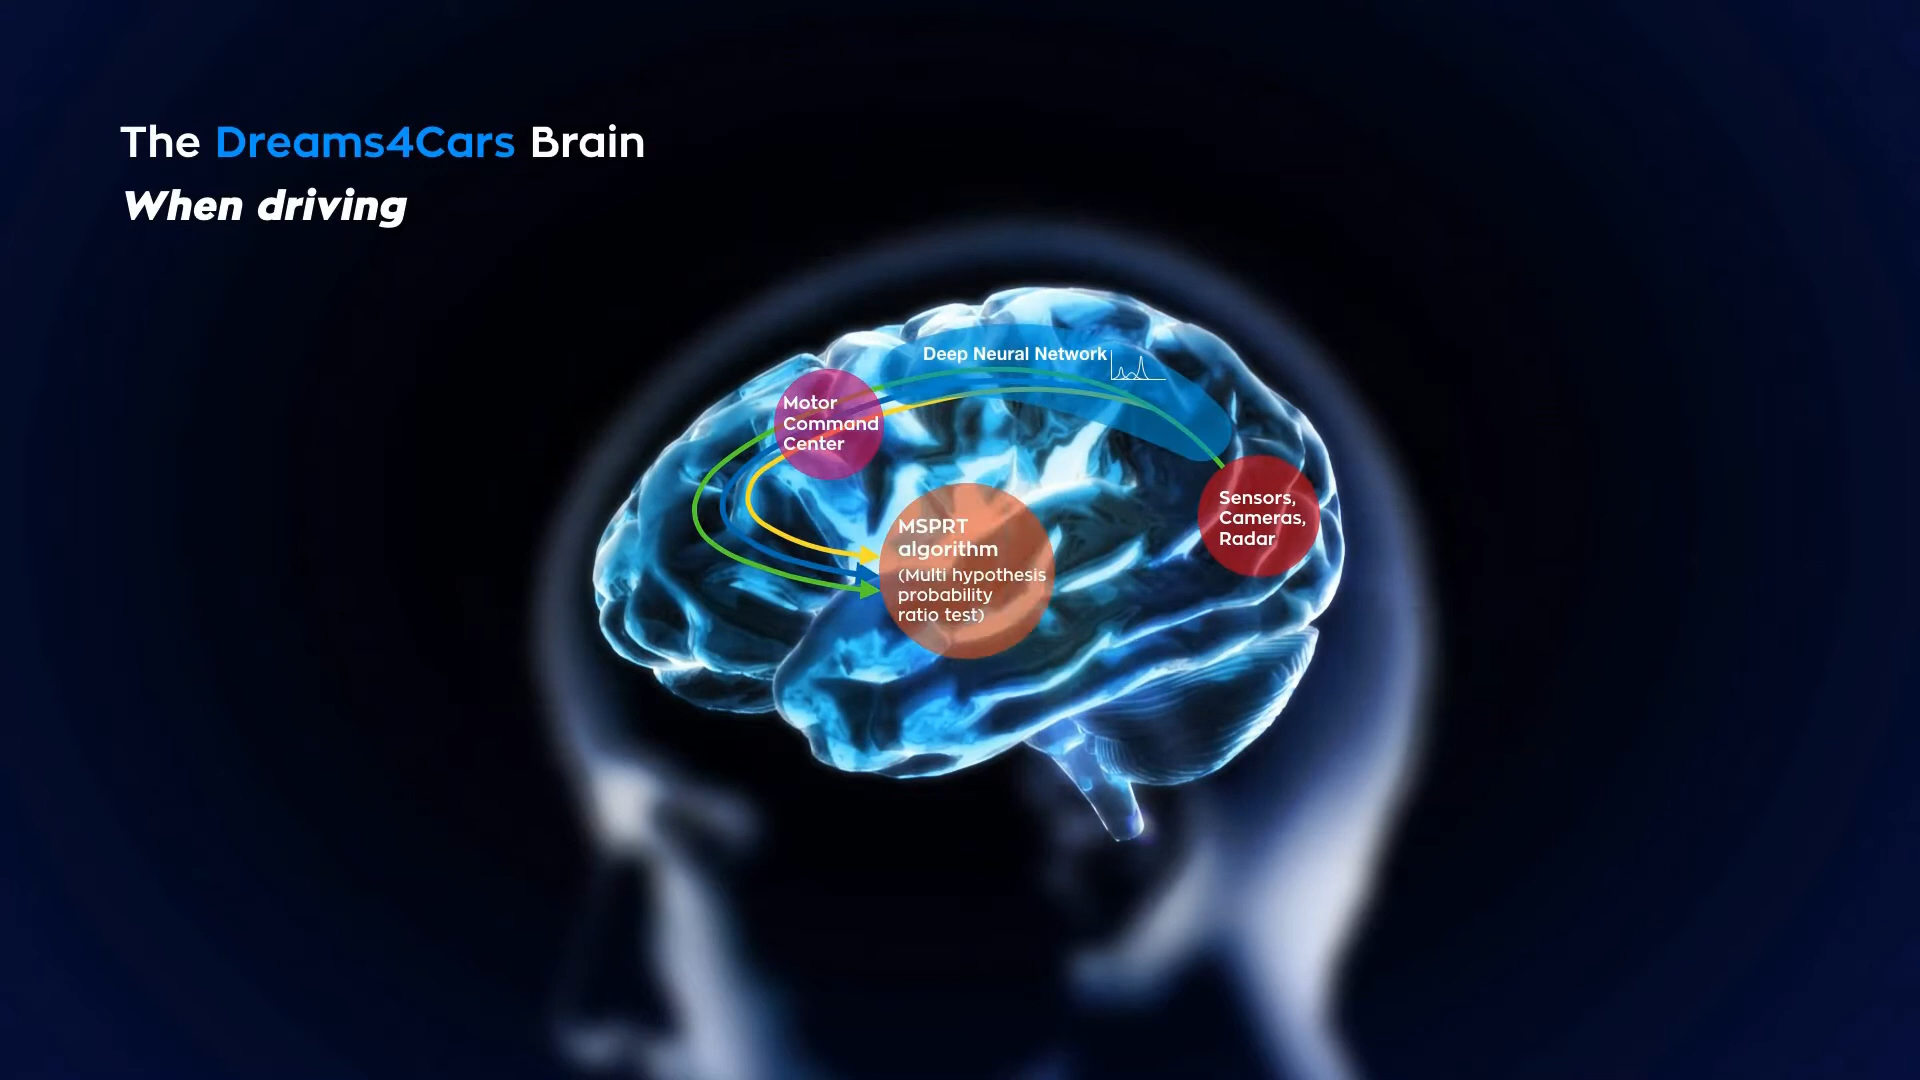 The Dreams4Cars Brain
When driving
Deep Neural Network
Motor
Command
Center
Sensors,
Cameras,
Radar
MSPRT
algorithm
(Multi hypothesis
probability
ratio test)